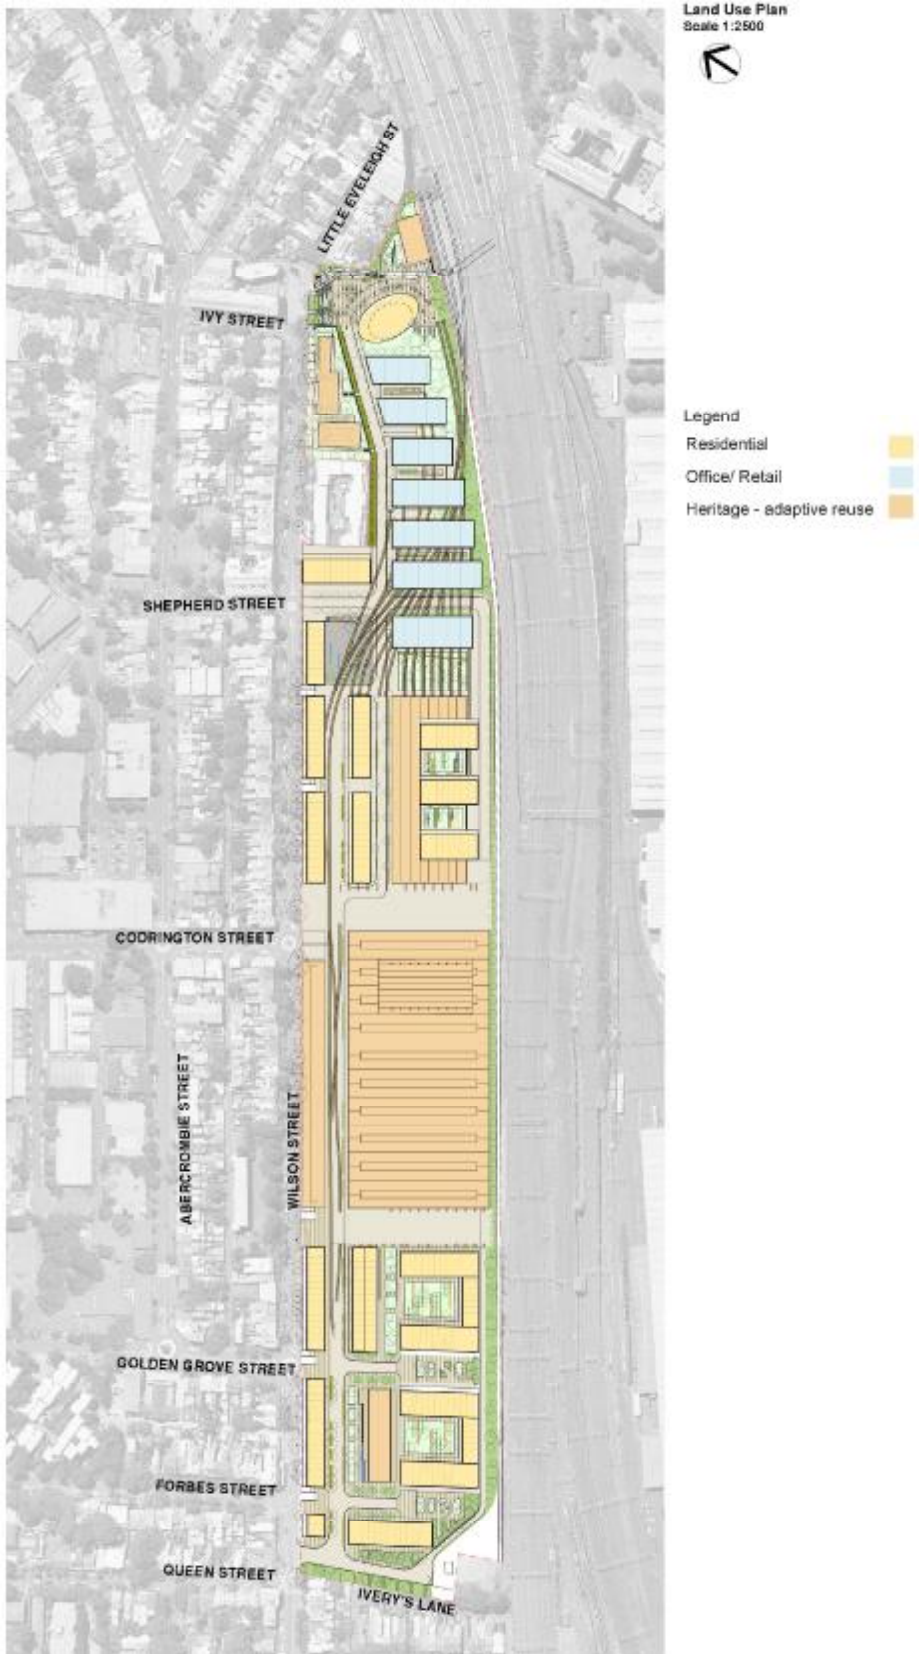 Land Use Plan
Scale 1:2500
LITTLE EVELEIGH ST
IVY STREET
Legend
Residential
Office/ Retail
Heritage - adaptive reuse
SHEPHERD STREET
CODRINGTON STREET
ABERCROMBIE STREET
WILSON STREET
GOLDEN GROVE STREET
FORBES STREET
QUEEN STREET
IVERY'S LANE